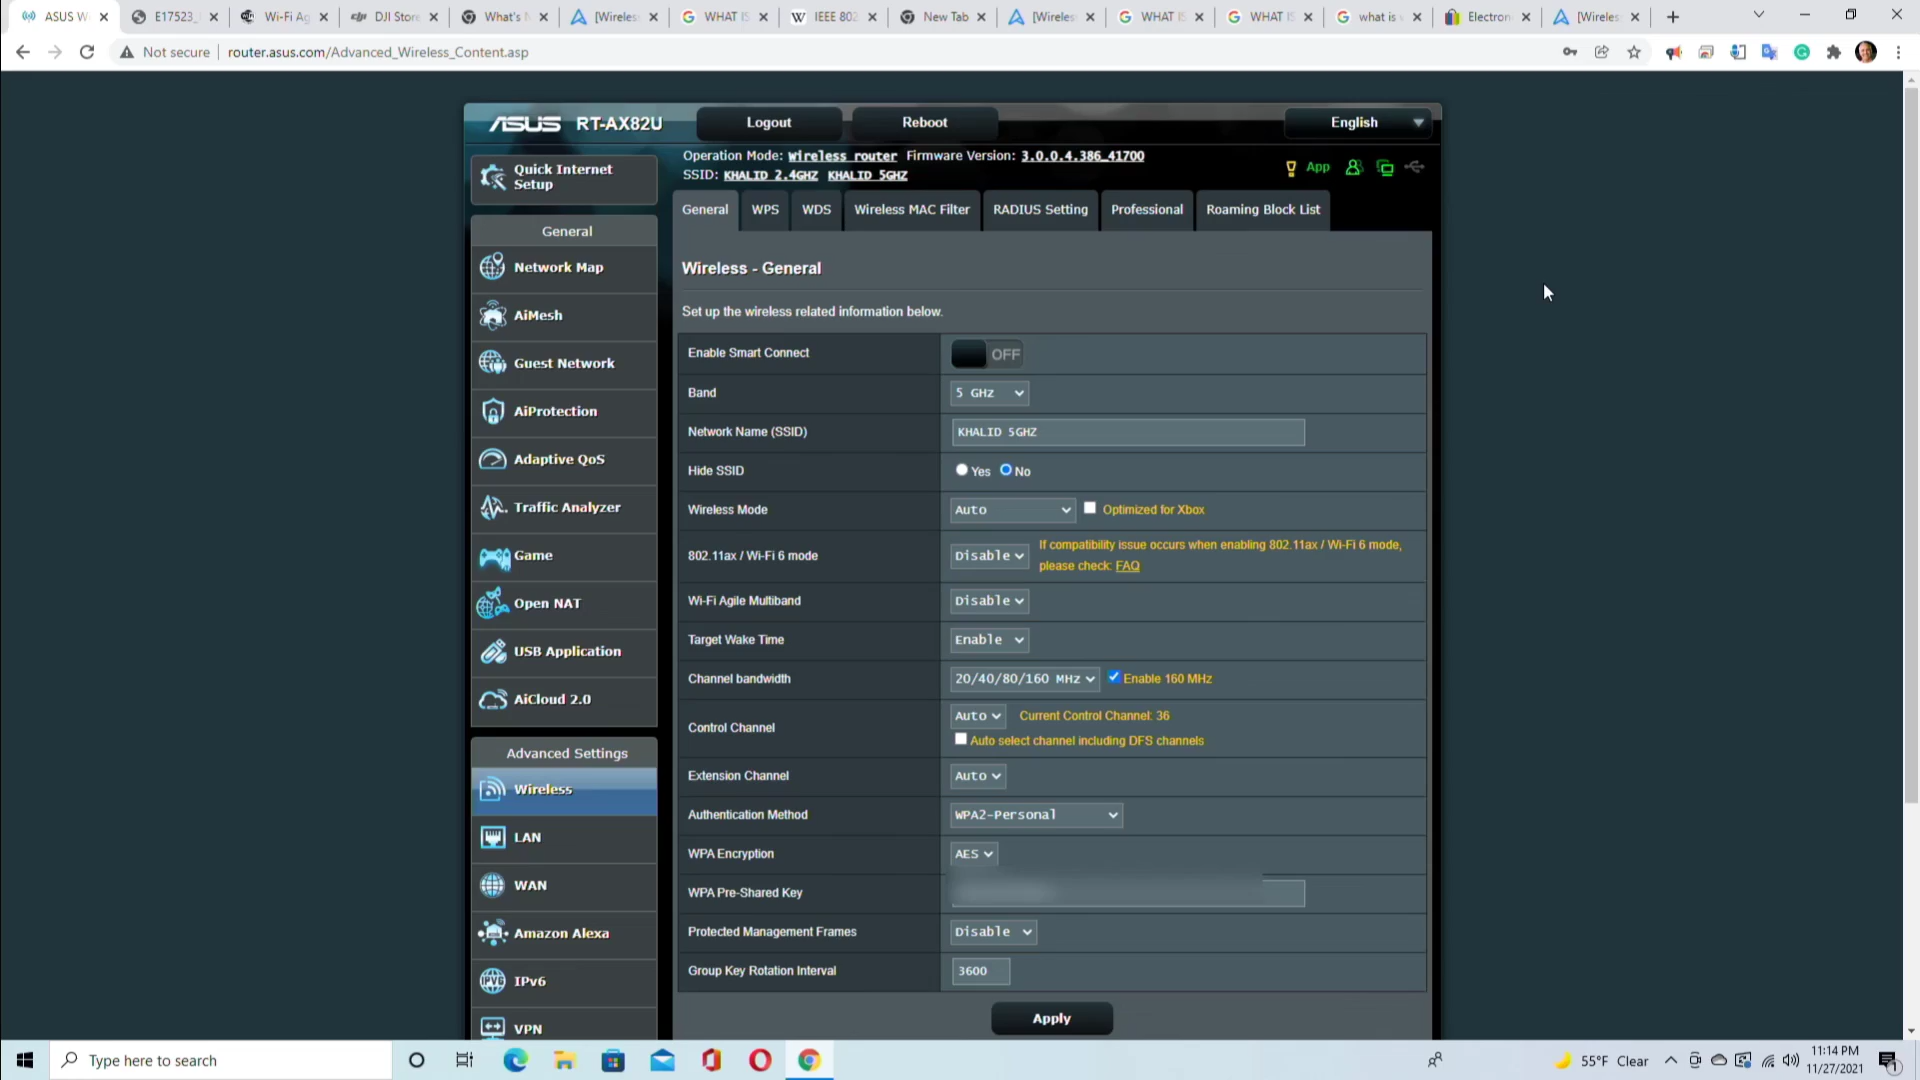 ASUS W
E17523_
Wi-Fi Ag
DJI Store
What's
[Wireles
WHAT IS
IEEE 802
New Tab
[Wireles
WHAT IS
WHAT IS
what is
Electron
[Wireles
Not secure
router.asus.com/Advanced_Wireless_Content.asp
ASUS RT-AX82U
Logout
Reboot
English
Quick Internet
Setup
General
Network Map
AiMesh
Guest Network
AiProtection
Adaptive QoS
Traffic Analyzer
Game
Open NAT
USB Application
AiCloud 2.0
Advanced Settings
Wireless
LAN
WAN
Amazon Alexa
IPv6
VPN
Operation Mode: Wireless router Firmware Version: 3.0.0.4.386_41700
SSID: KHALID 2.4GHZ KHALID 5GHZ
App
General
WPS
WDS
Wireless MAC Filter
RADIUS Setting
Professional
Roaming Block List
Wireless - General
Set up the wireless related information below.
Enable Smart Connect OFF
Band 5 GHz
Network Name (SSID) KHALID 5GHZ
Hide SSID Yes No
Wireless Mode Auto Optimized for Xbox
802.11ax / Wi-Fi 6 mode Disable If compatibility issue occurs when enabling 802.11ax / Wi-Fi 6 mode,
please check: FAQ
Wi-Fi Agile Multiband Disable
Target Wake Time Enable
Channel bandwidth 20/40/80/160 MHz Enable 160 MHz
Control Channel Auto Current Control Channel: 36
Auto select channel including DFS channels
Extension Channel Auto
Authentication Method WPA2-Personal
WPA Encryption AES
WPA Pre-Shared Key
Protected Management Frames Disable
Group Key Rotation Interval 3600
Apply
Type here to search
55°F Clear
11:14 PM
11/27/2021
1